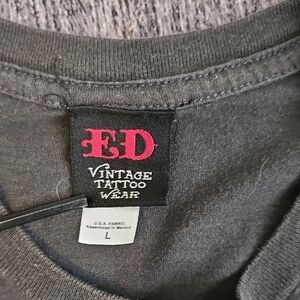 ED
VINTAGE
TATTOO
WEAR
U.S.A. FABRIC
Assembled in Mexico
L